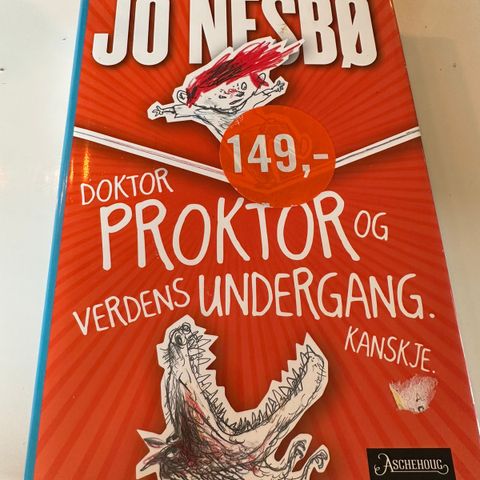 JO NESBØ
149,-
DOKTOR
PROKTOR OG
VERDENS UNDERGANG.
KANSKJE.
ASCHEHOUG